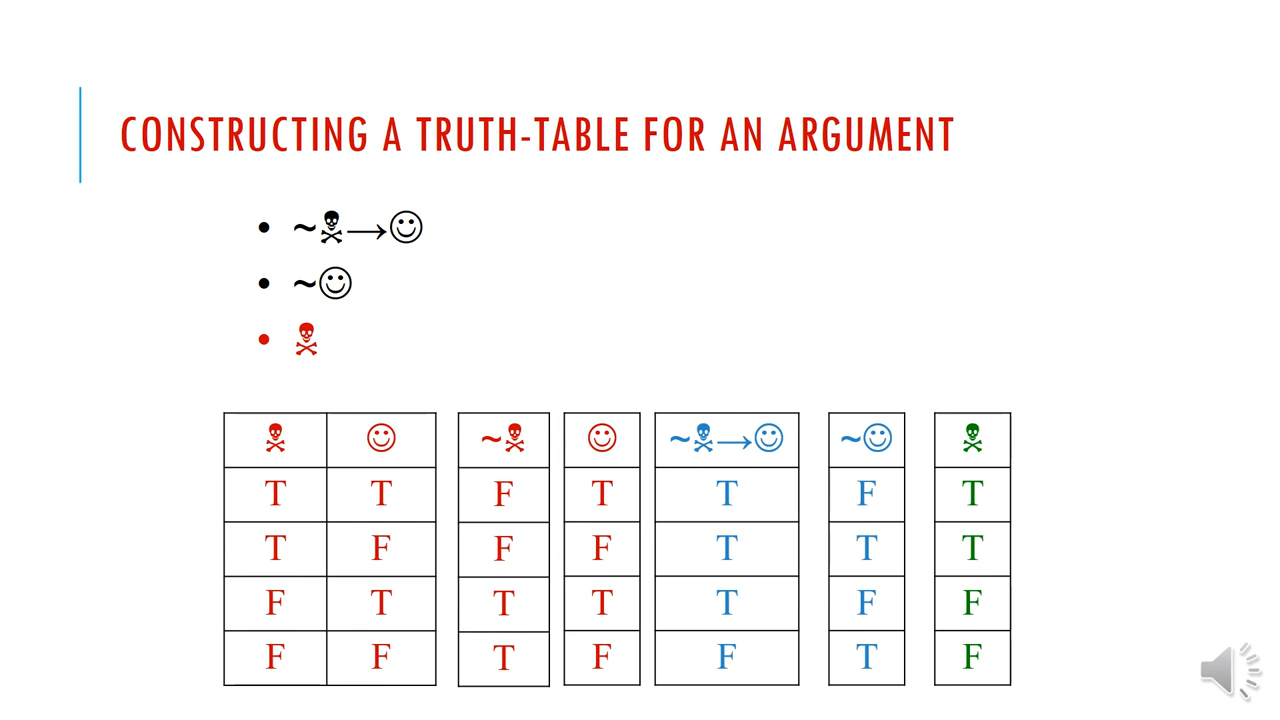 CONSTRUCTING A TRUTH-TABLE FOR AN ARGUMENT
• ~☠→☺
• ~☺
• ☠
☠ ☺ ~☠ ☺ ~☠→☺ ~☺ ☠
T T F T T F T
T F F F T T T
F T T T T F F
F F T F F T F